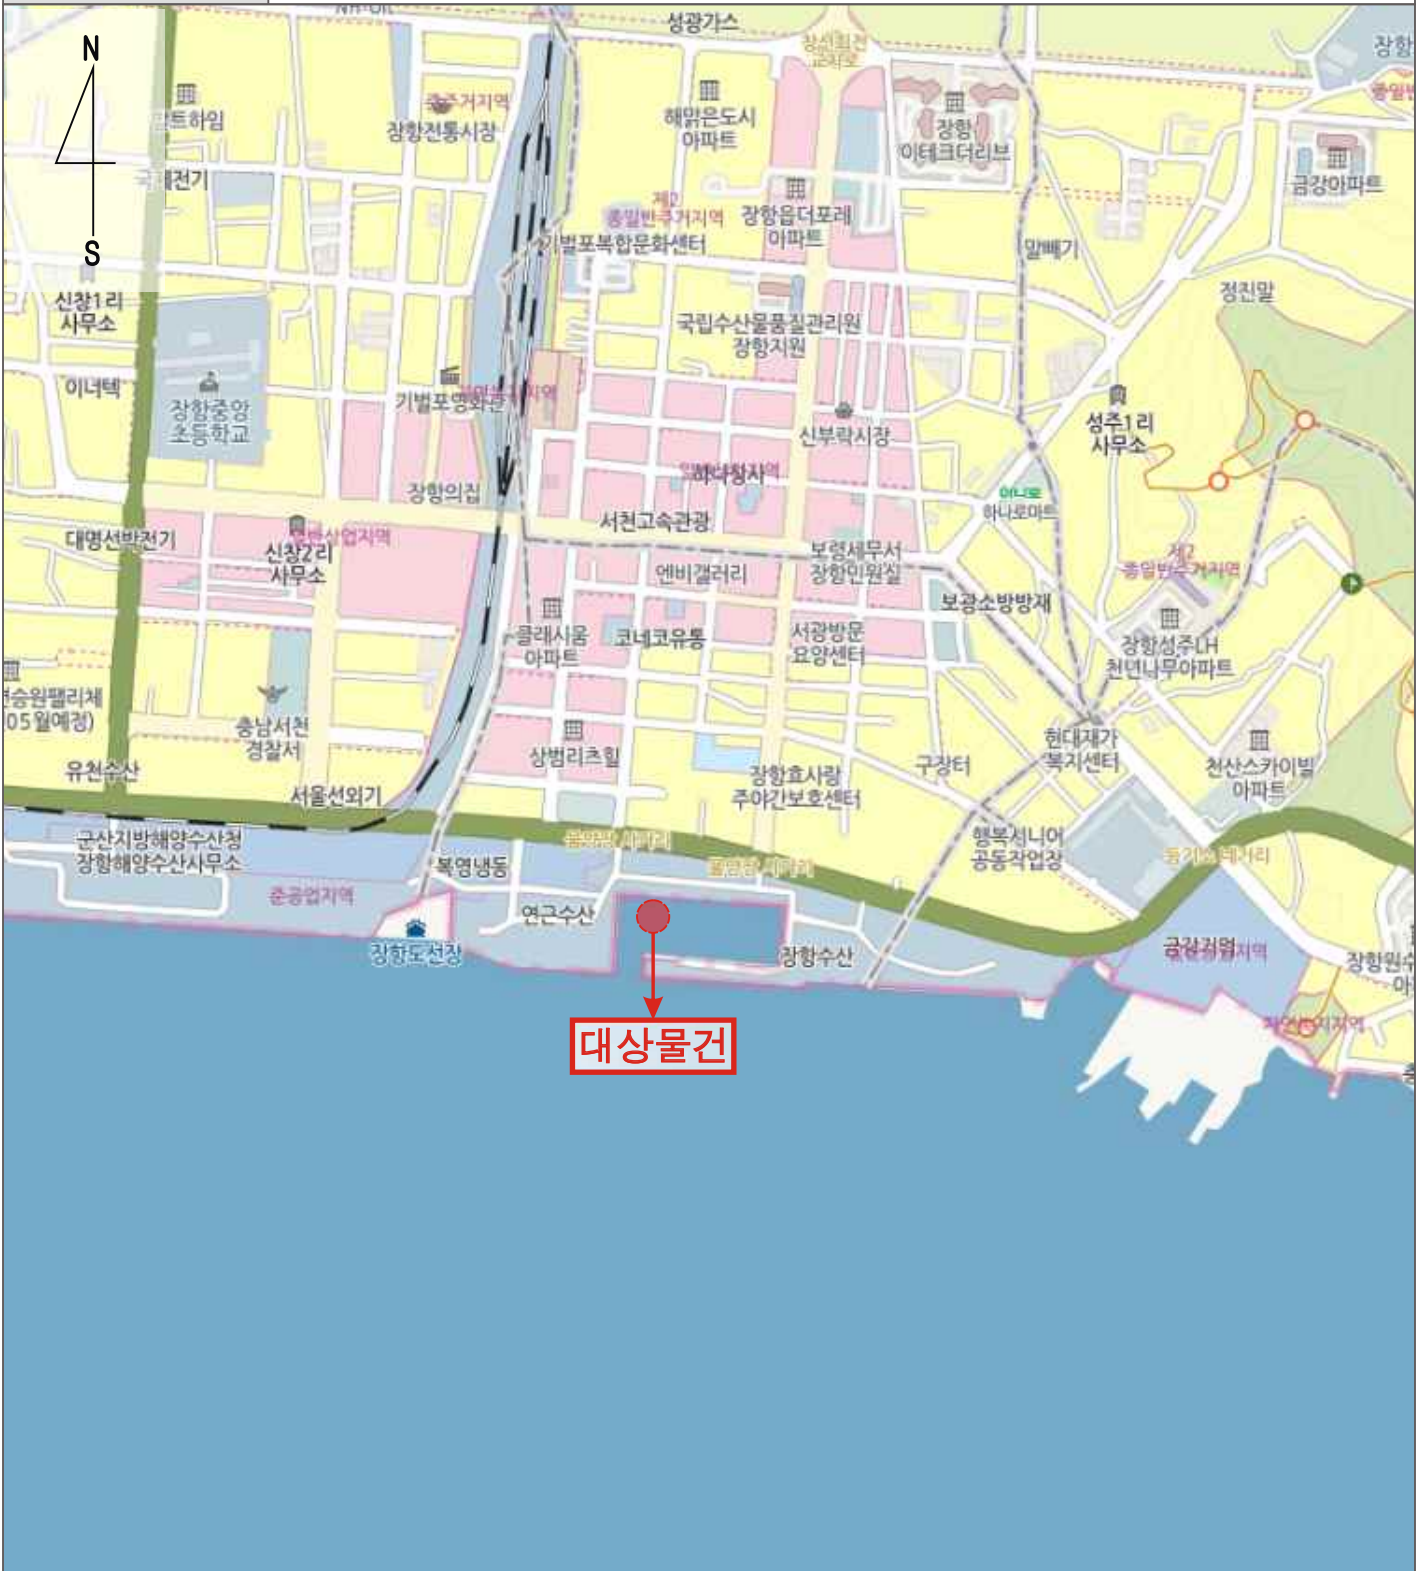 성광가스
N
장항
해맑은도시
아파트
장항전통시장
장항
이테크더리브
금강아파트
제2
종일반주거지역
장항읍더포레
아파트
기벌포복합문화센터
말빼기
S
정진말
신창1리
사무소
국립수산물품질관리원
장항지원
이너텍
기벌포영화관
장항중앙
초등학교
성주1리
사무소
신부락시장
장항의집
하나로마트
서천고속관광
대명선박전기
일반상업지역
신창2리
사무소
보령세무서
장항민원실
제2
종일반주거지역
엔비갤러리
보광소방방재
클래시움
아파트
코네코유통
서광방문
요양센터
장항성주LH
천년나무아파트
05월예정)
충남서천
경찰서
상범리츠힐
현대재가
복지센터
유천수산
장항효사랑
주야간보호센터
구장터
천산스카이빌
아파트
서울선외기
군산지방해양수산청
장항해양수산사무소
행복시니어
공동작업장
복영냉동
준공업지역
연근수산
장항도선장
장항수산
대상물건